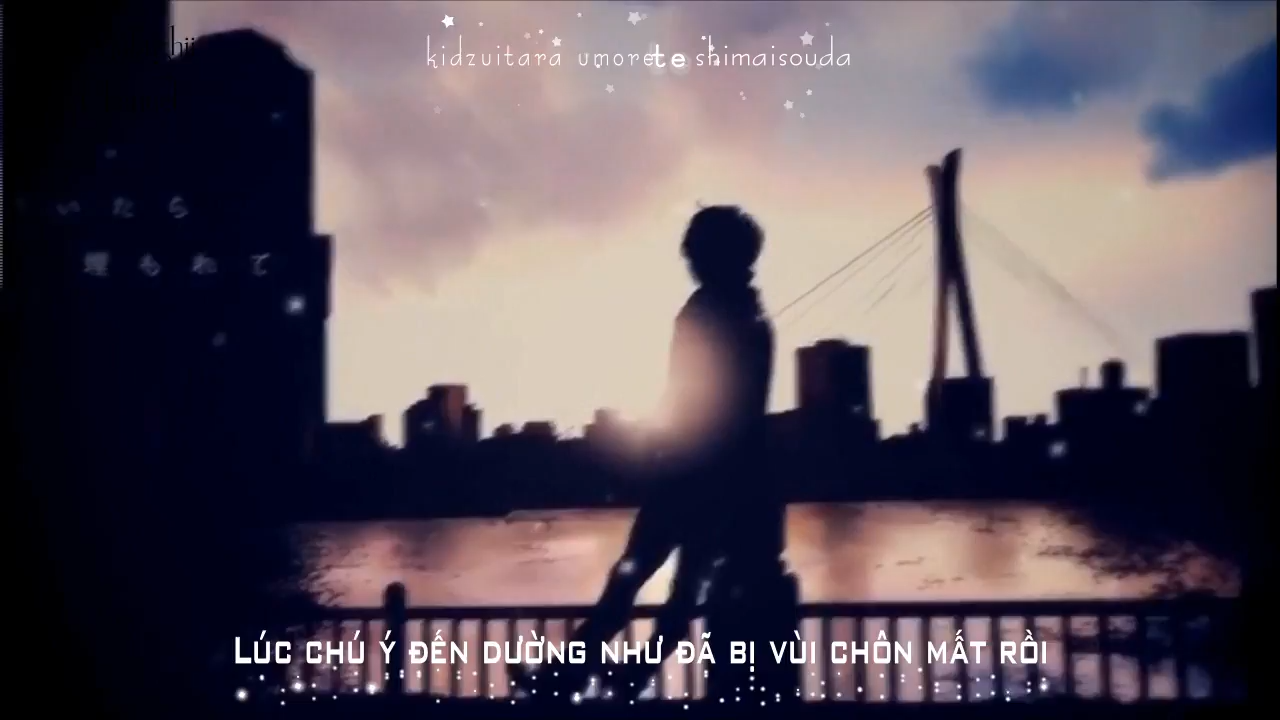 kidzuitara umorete shimaisouda
いたら
埋もれて
LÚC CHÚ Ý ĐẾN DƯỜNG NHƯ ĐÃ BỊ VÙI CHÔN MẤT RỒI